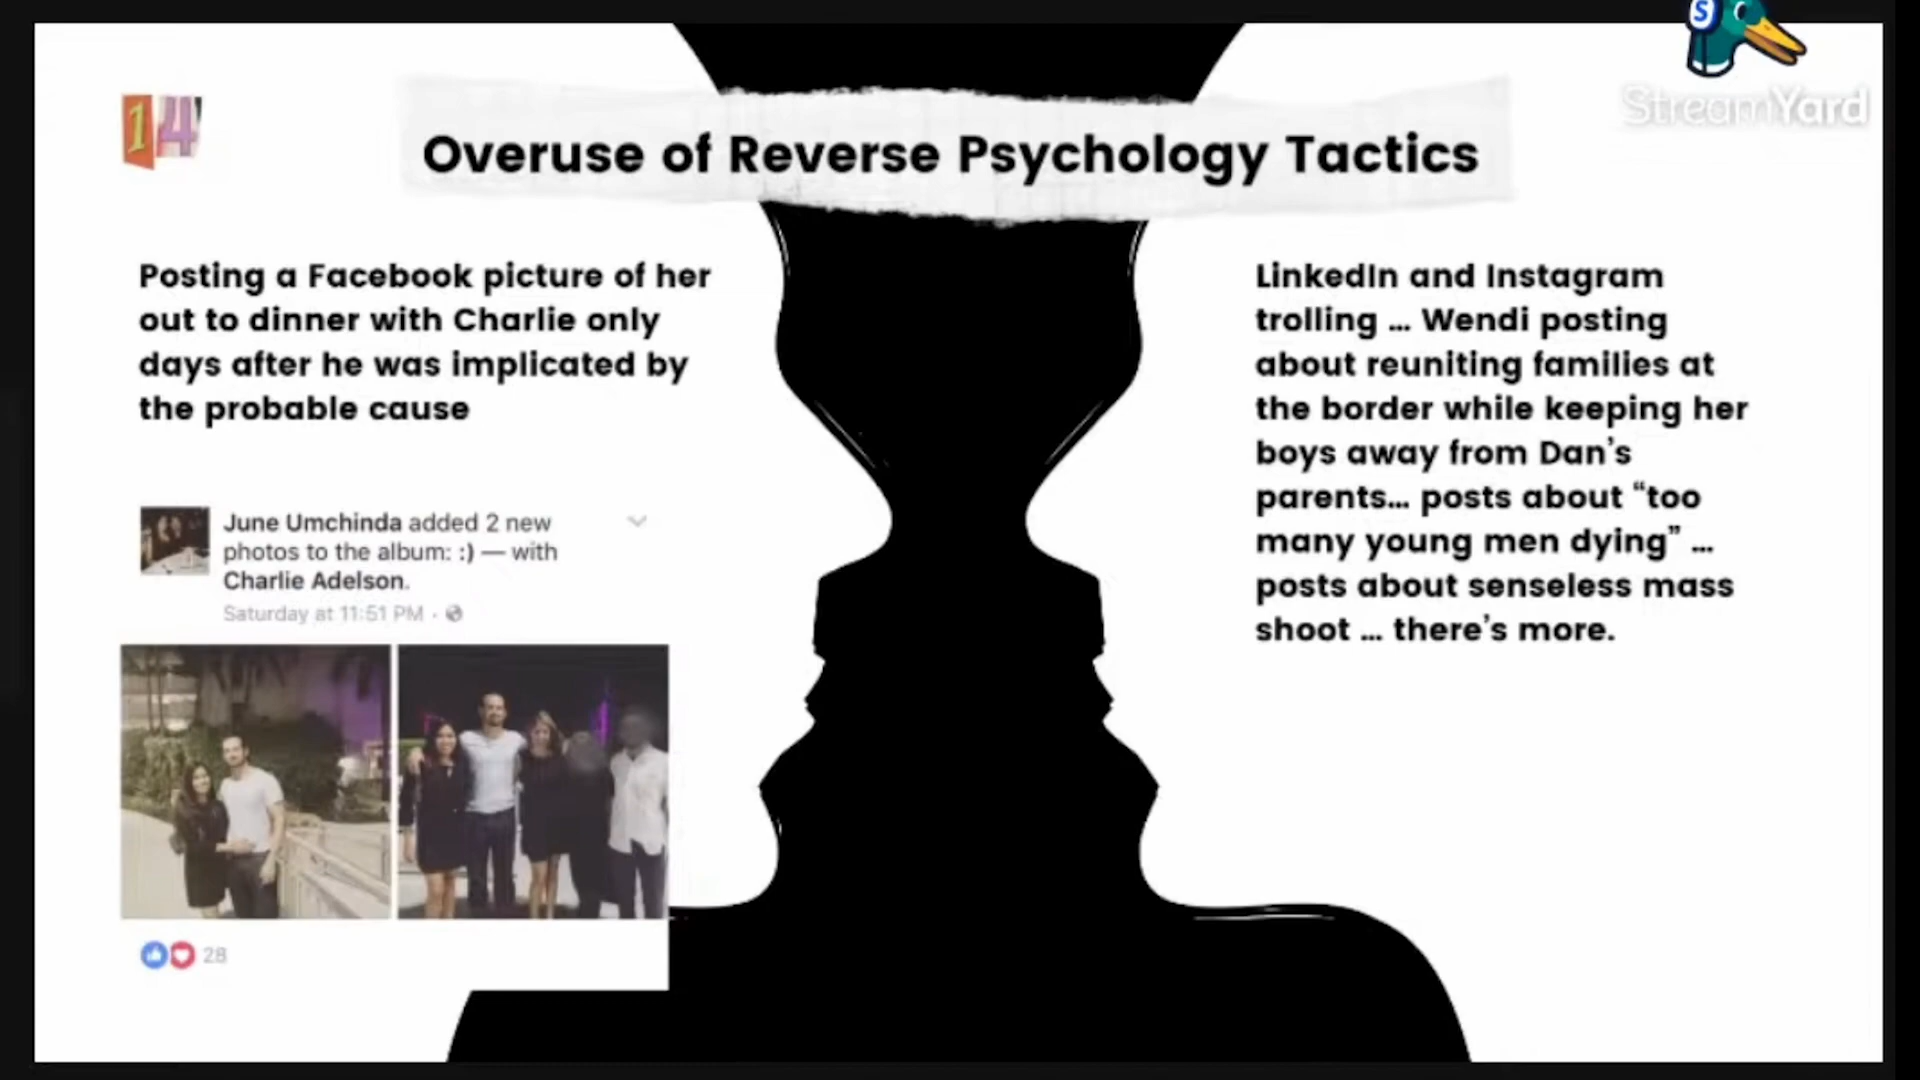 S
StreamYard
14
Overuse of Reverse Psychology Tactics
Posting a Facebook picture of her
out to dinner with Charlie only
days after he was implicated by
the probable cause
June Umchinda added 2 new
photos to the album: :) — with
Charlie Adelson.
Saturday at 11:51 PM ·
28
LinkedIn and Instagram
trolling ... Wendi posting
about reuniting families at
the border while keeping her
boys away from Dan's
parents... posts about “too
many young men dying” ...
posts about senseless mass
shoot ... there's more.